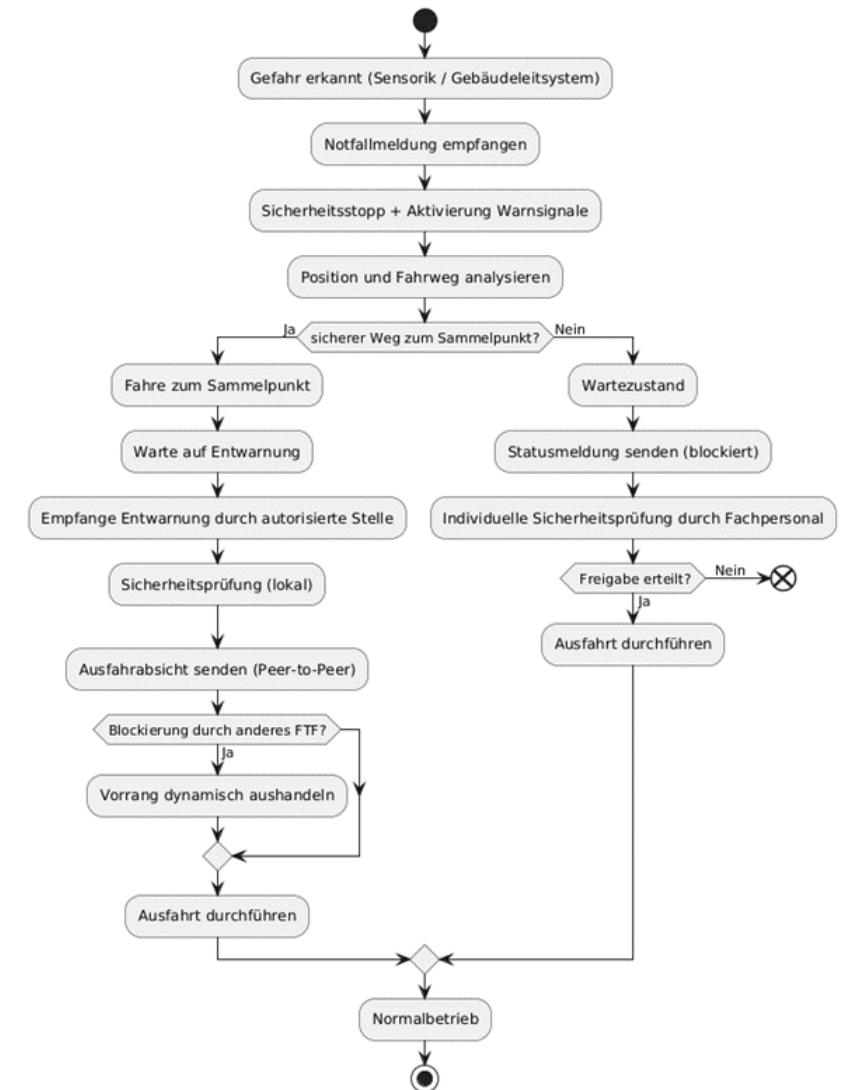 Gefahr erkannt (Sensorik / Gebäudeleitsystem)
Notfallmeldung empfangen
Sicherheitsstopp + Aktivierung Warnsignale
Position und Fahrweg analysieren
Ja
sicherer Weg zum Sammelpunkt?
Nein
Fahre zum Sammelpunkt
Warte auf Entwarnung
Empfange Entwarnung durch autorisierte Stelle
Sicherheitsprüfung (lokal)
Ausfahrabsicht senden (Peer-to-Peer)
Blockierung durch anderes FTF?
Ja
Vorrang dynamisch aushandeln
Ausfahrt durchführen
Wartezustand
Statusmeldung senden (blockiert)
Individuelle Sicherheitsprüfung durch Fachpersonal
Freigabe erteilt?
Nein
Ja
Ausfahrt durchführen
Normalbetrieb